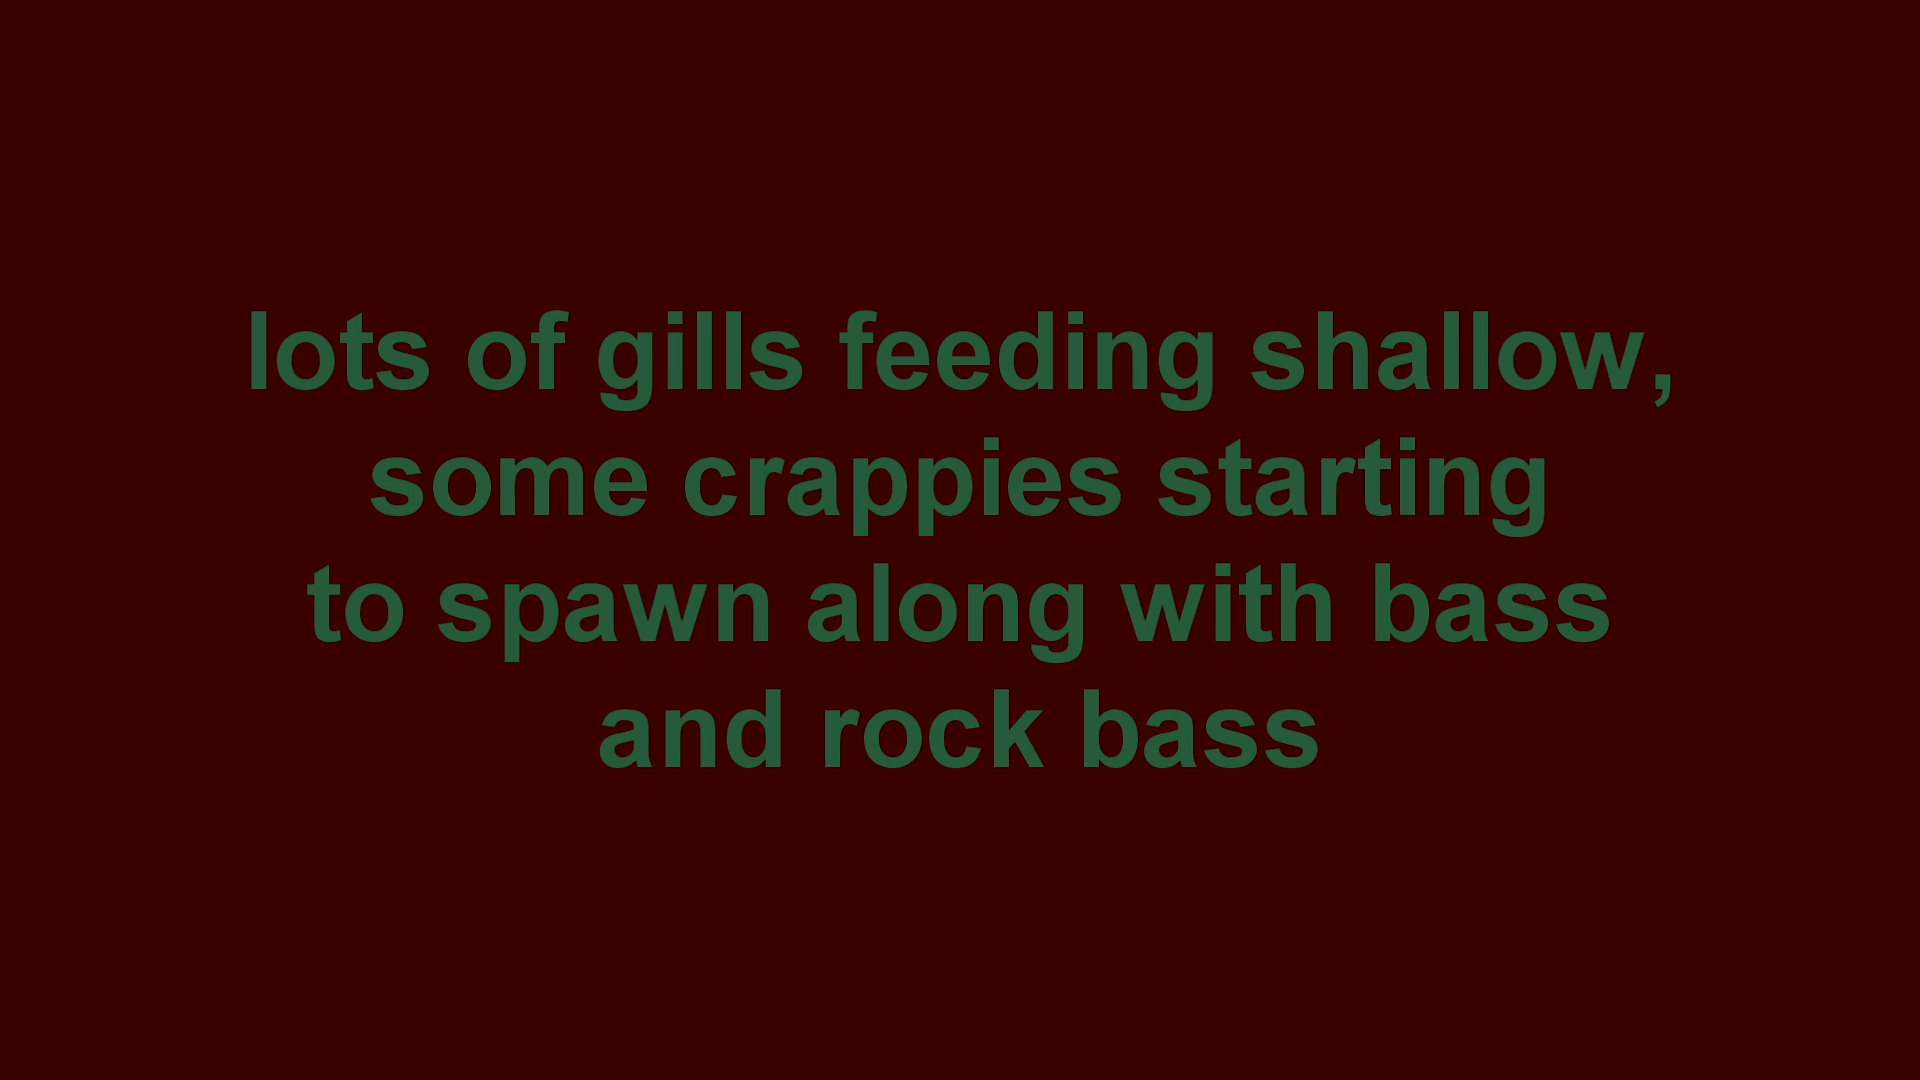 lots of gills feeding shallow,
some crappies starting
to spawn along with bass
and rock bass